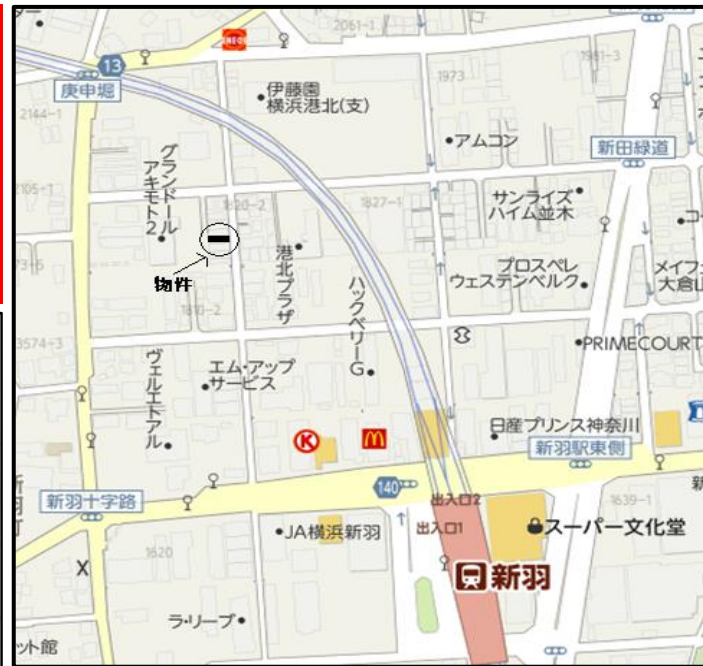 2061-1
ENEOS
13
庚申堀
伊藤園
横浜港北(支)
1973
1981-3
2144-1
アムコン
新田緑道
グランドール
アキモト2
2105-1
1820-2
1827-1
サンライズ
ハイム並木
物件
港北プラザ
プロスペレ
ウェステンベルク
メイフェ
大倉山
73-5
1810-2
ハックベリーG
3574-3
PRIMECOURT
ヴェルエトアル
エム・アップ
サービス
K
M
日産プリンス神奈川
新羽駅東側
140
新羽十字路
新羽町
出入口2
出入口1
1639-1
JA横浜新羽
スーパー文化堂
1620
X
新羽
ラ・リーブ
ット館